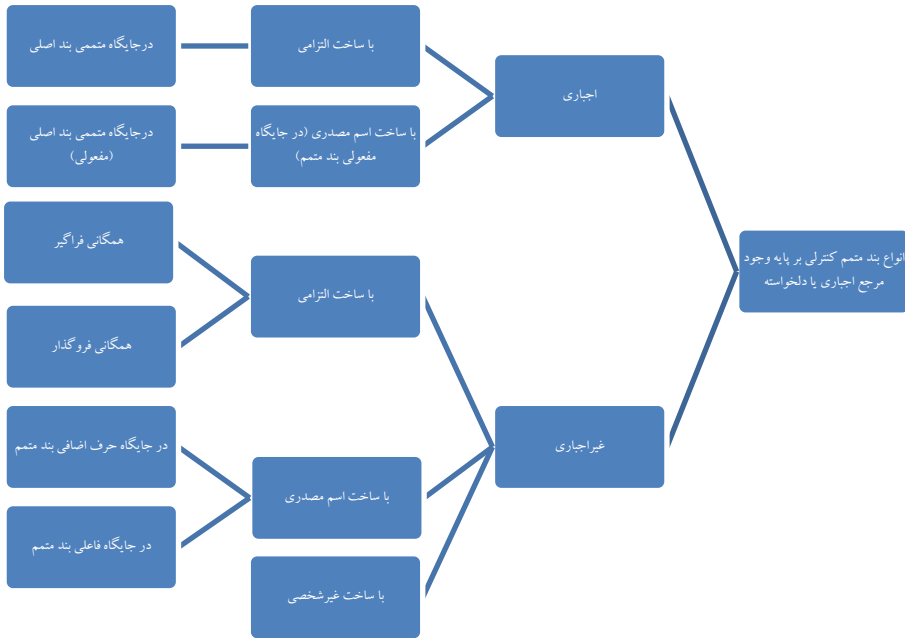 انواع بند متمم کنترلی بر پایه وجود
مرجع اجباری یا دلخواسته
اجباری
با ساخت التزامی
درجایگاه متممی بند اصلی
با ساخت اسم مصدری (در جایگاه
مفعولی بند متمم)
درجایگاه متممی بند اصلی
(مفعولی)
غیراجباری
با ساخت التزامی
همگانی فراگیر
همگانی فروگذار
با ساخت اسم مصدری
در جایگاه حرف اضافی بند متمم
در جایگاه فاعلی بند متمم
با ساخت غیرشخصی